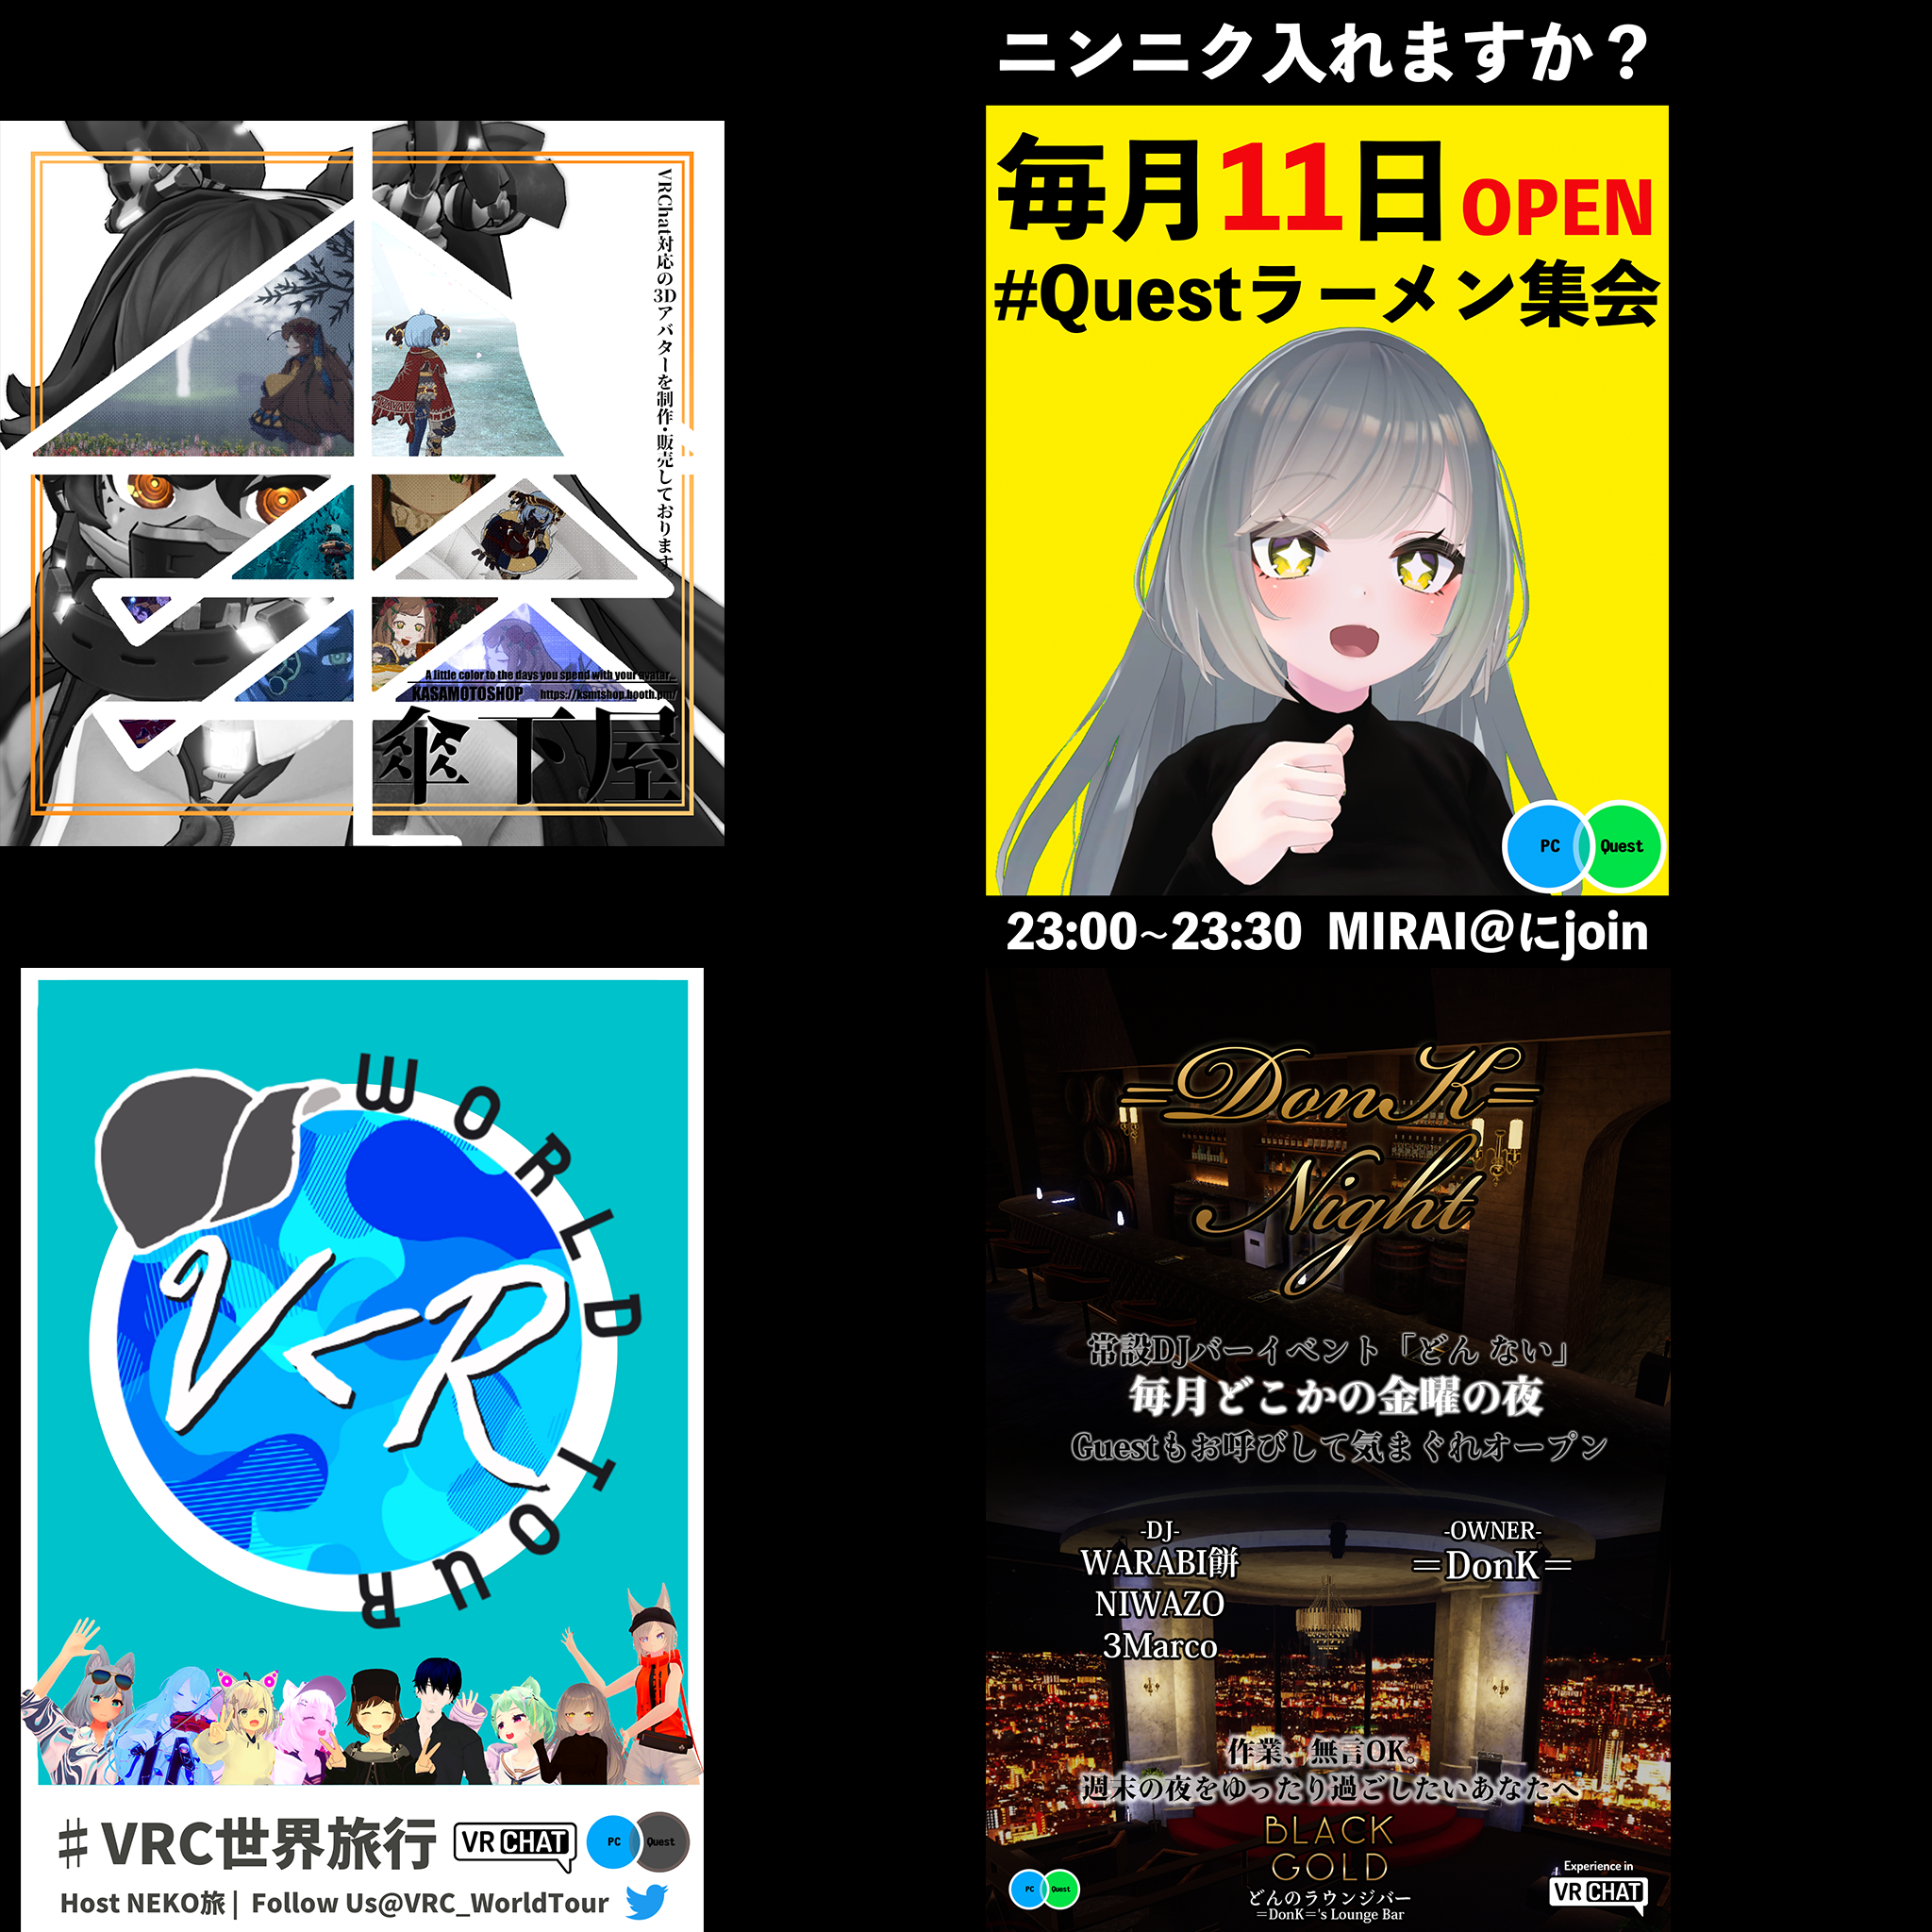 VRChat対応の3Dアバターを制作・販売しております
A little color to the days you spend with your avatar...
KASAMOTOSHOP https://ksmtshop.booth.pm/
傘下屋
ニンニク入れますか？
毎月11日OPEN
#Questラーメン集会
PC Quest
23:00~23:30 MIRAI@にjoin
WORLD TOUR
V<R
#VRC世界旅行 VRCHAT PC Quest
Host NEKO旅| Follow Us@VRC_WorldTour
=DonK=
Night
常設DJバーイベント「どん ない」
毎月どこかの金曜の夜
Guestもお呼びして気まぐれオープン
-DJ-
WARABI餅
NIWAZO
3Marco
-OWNER-
=DonK=
作業、無言OK。
週末の夜をゆったり過ごしたいあなたへ
BLACK
GOLD
どんのラウンジバー
=DonK='s Lounge Bar
PC Quest
Experience in
VRCHAT